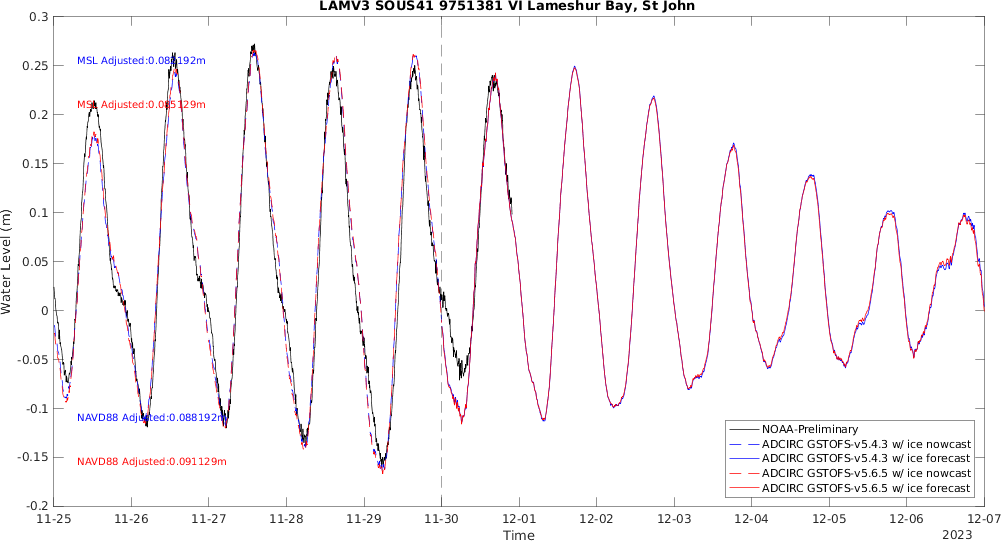 LAMV3 SOUS41 9751381 VI Lameshur Bay, St John
0.3
0.25
0.2
0.15
0.1
0.05
0
-0.05
-0.1
-0.15
-0.2
Water Level (m)
MSL Adjusted:0.088192m
MSL Adjusted:0.085129m
NAVD88 Adjusted:0.088192m
NAVD88 Adjusted:0.091129m
NOAA-Preliminary
ADCIRC GSTOFS-v5.4.3 w/ ice nowcast
ADCIRC GSTOFS-v5.4.3 w/ ice forecast
ADCIRC GSTOFS-v5.6.5 w/ ice nowcast
ADCIRC GSTOFS-v5.6.5 w/ ice forecast
11-25 11-26 11-27 11-28 11-29 11-30 12-01 12-02 12-03 12-04 12-05 12-06 12-07
Time
2023